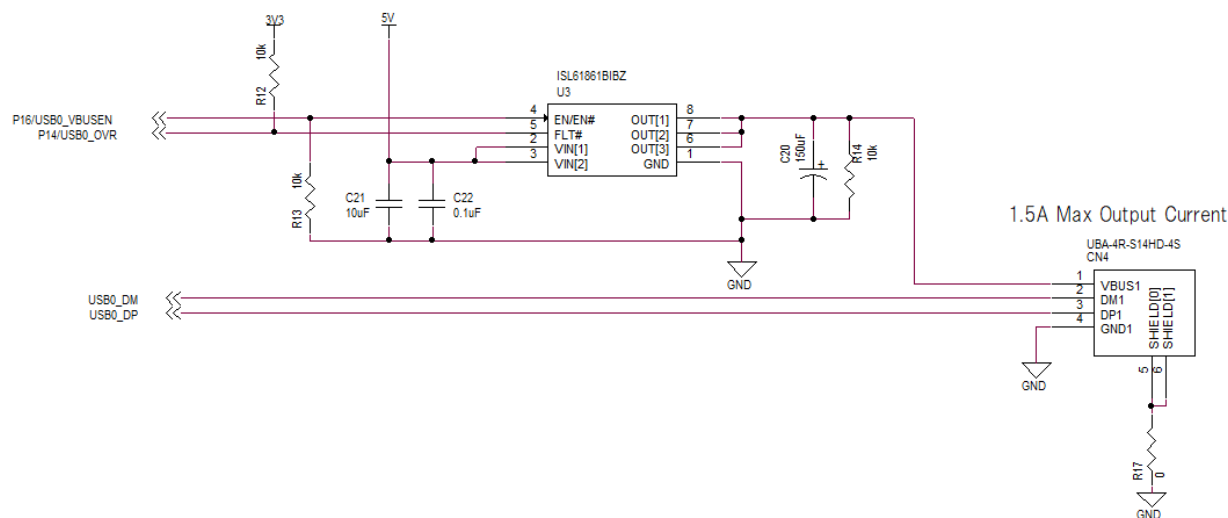 3V3
5V
10k
R12
ISL61861BIBZ
U3
P16/USB0_VBUSEN
P14/USB0_OVR
4
5
2
3
EN/EN#
FLT#
VIN[1]
VIN[2]
OUT[1]
OUT[2]
OUT[3]
GND
8
7
6
1
10k
R13
C21
10uF
C22
0.1uF
C20
150uF
+
R14
10k
GND
1.5A Max Output Current
UBA-4R-S14HD-4S
CN4
USB0_DM
USB0_DP
1
2
3
4
VBUS1
DM1
DP1
GND1
SHIELD[0]
SHIELD[1]
5
6
GND
R17
0
GND